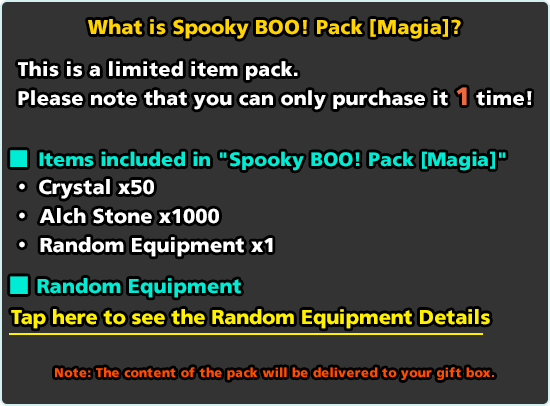 What is Spooky BOO! Pack [Magia]?
This is a limited item pack.
Please note that you can only purchase it 1 time!
■ Items included in "Spooky BOO! Pack [Magia]"
• Crystal x50
• Alch Stone x1000
• Random Equipment x1
■ Random Equipment
Tap here to see the Random Equipment Details
Note: The content of the pack will be delivered to your gift box.